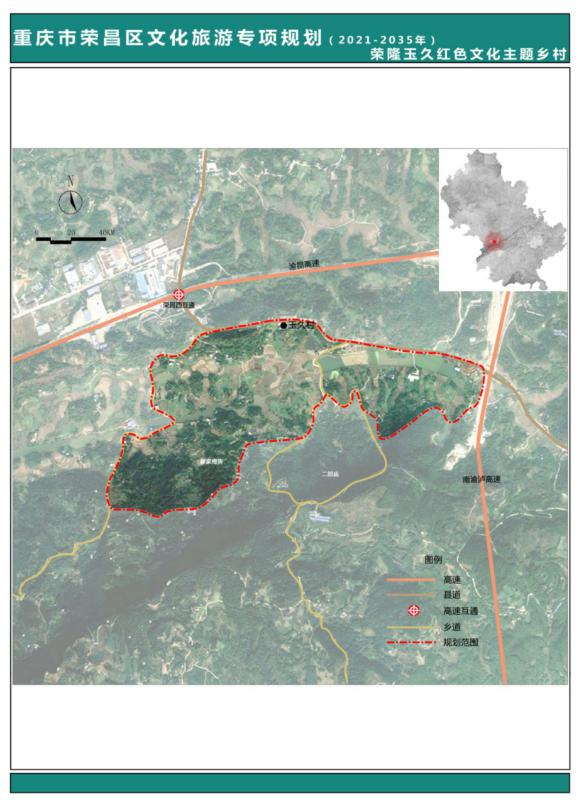 重庆市荣昌区文化旅游专项规划（2021-2035年）
荣隆玉久红色文化主题乡村
N
0 20 40KM
渝昆高速
荣昌西互通
玉久村
二郎庙
南渝泸高速
图例
高速
县道
高速互通
乡道
规划范围